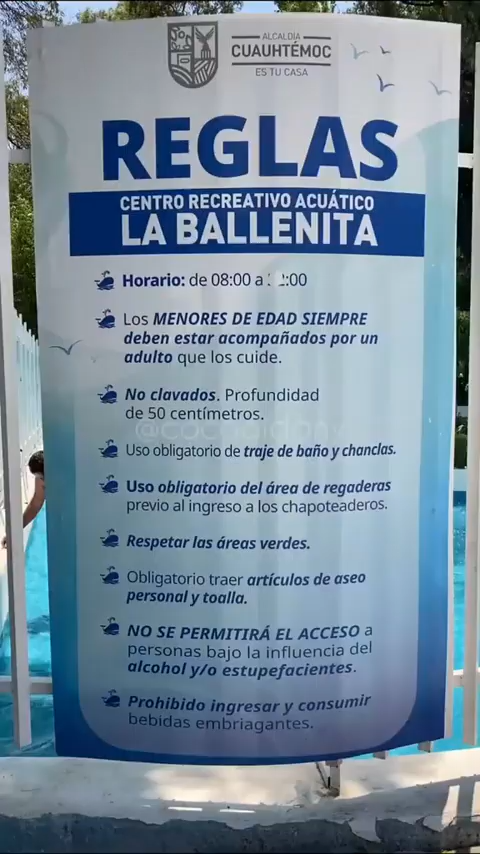 ALCALDÍA
CUAUHTÉMOC
ES TU CASA
REGLAS
CENTRO RECREATIVO ACUÁTICO
LA BALLENITA
Horario: de 08:00 a :00
Los MENORES DE EDAD SIEMPRE
deben estar acompañados por un
adulto que los cuide.
No clavados. Profundidad
de 50 centímetros.
Uso obligatorio de traje de baño y chanclas.
Uso obligatorio del área de regaderas
previo al ingreso a los chapoteaderos.
Respetar las áreas verdes.
Obligatorio traer artículos de aseo
personal y toalla.
NO SE PERMITIRÁ EL ACCESO a
personas bajo la influencia del
alcohol y/o estupefacientes.
Prohibido ingresar y consumir
bebidas embriagantes.